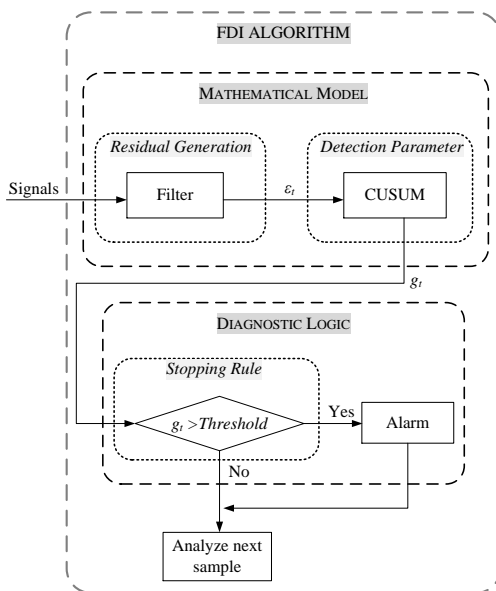 FDI ALGORITHM
MATHEMATICAL MODEL
Residual Generation
Detection Parameter
Signals
Filter
εt
CUSUM
gt
DIAGNOSTIC LOGIC
Stopping Rule
gt >Threshold
Yes
Alarm
No
Analyze next
sample